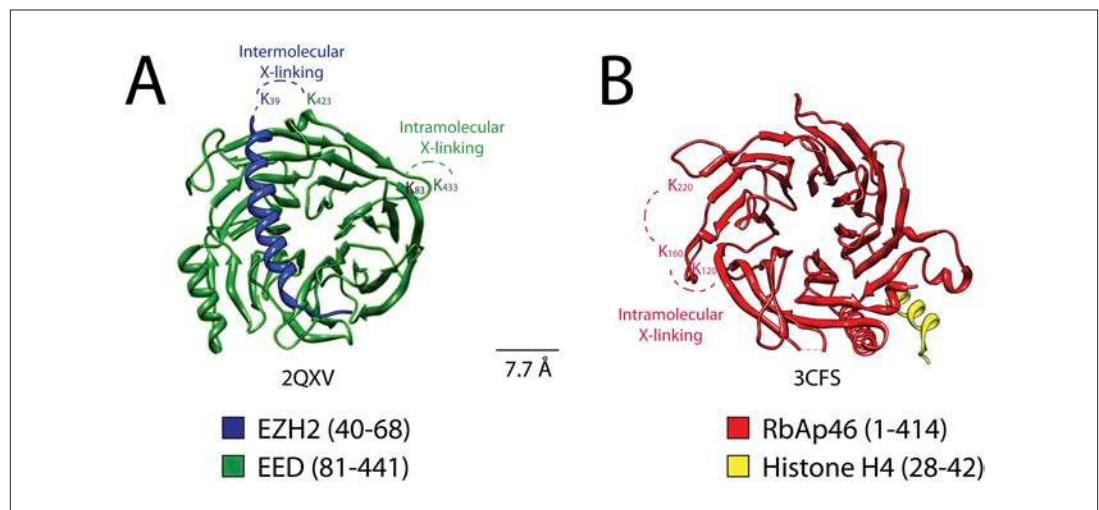 A
Intermolecular
X-linking
K39
K423
Intramolecular
X-linking
K83
K433
2QXV
7.7 Å
EZH2 (40-68)
EED (81-441)
B
K220
K160
K120
Intramolecular
X-linking
3CFS
RbAp46 (1-414)
Histone H4 (28-42)